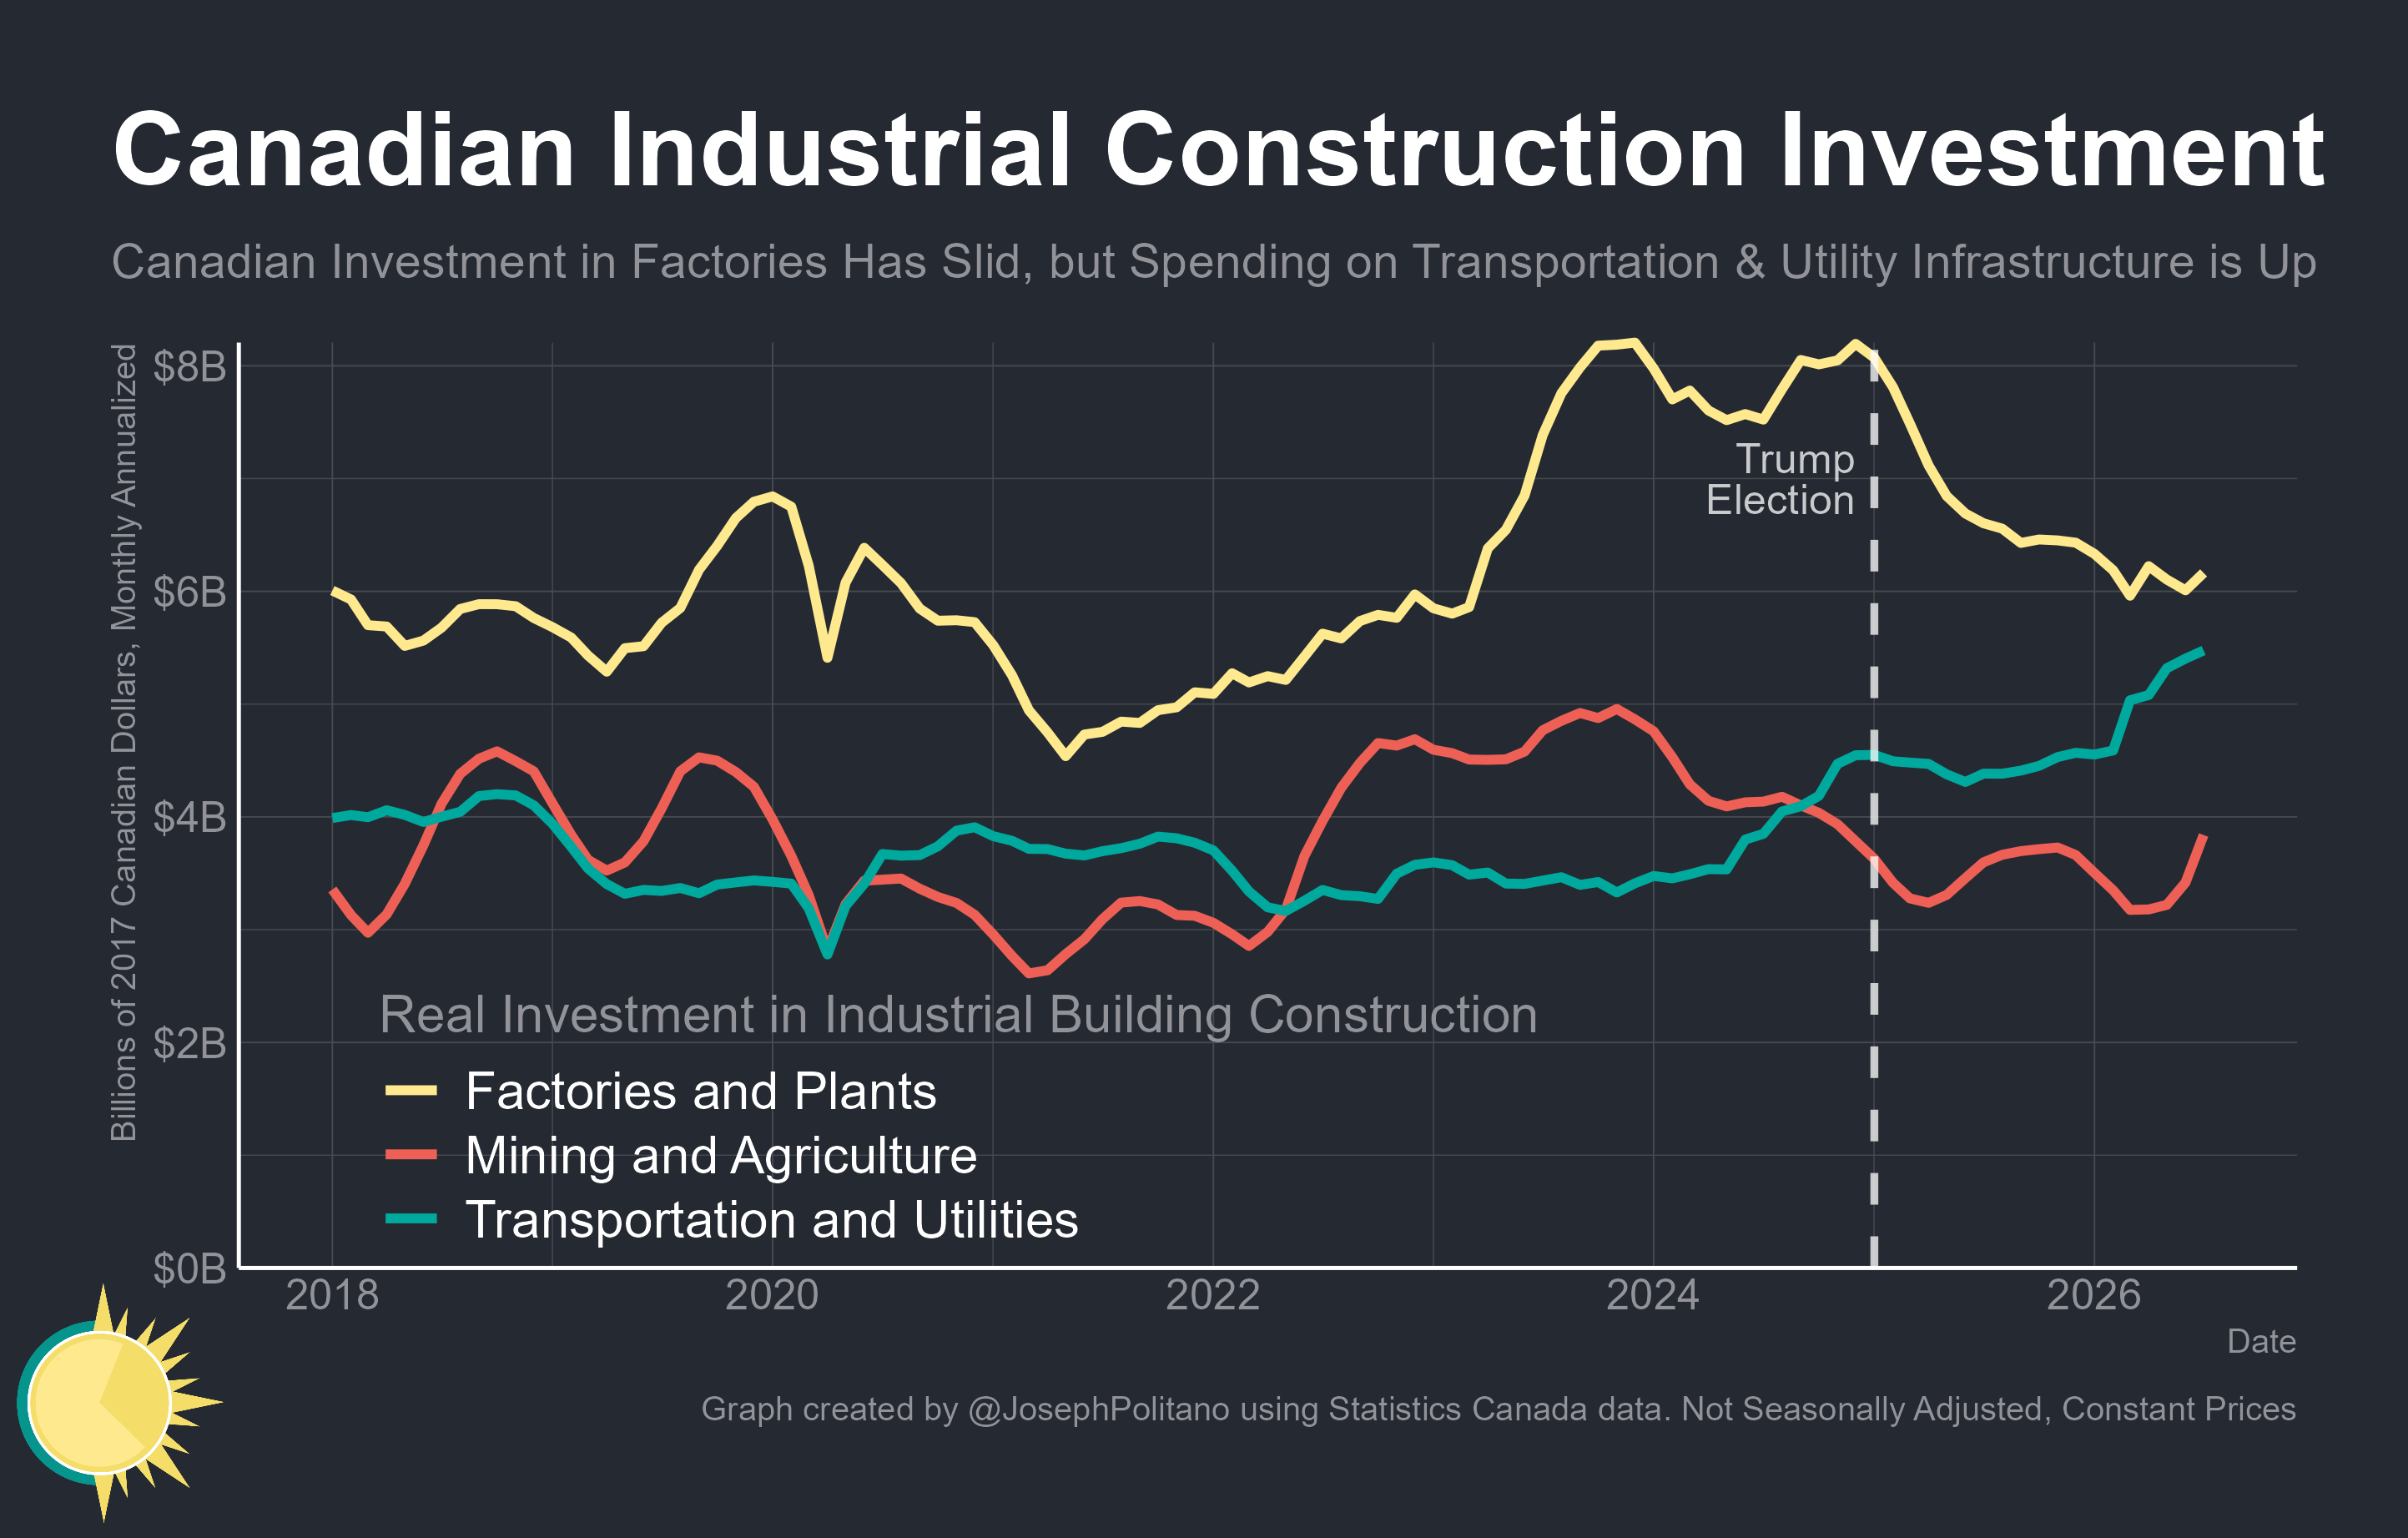 Canadian Industrial Construction Investment
Canadian Investment in Factories Has Slid, but Spending on Transportation & Utility Infrastructure is Up
Billions of 2017 Canadian Dollars, Monthly Annualized
$8B
$6B
$4B
$2B
$0B
Trump
Election
Real Investment in Industrial Building Construction
Factories and Plants
Mining and Agriculture
Transportation and Utilities
2018
2020
2022
2024
2026
Date
Graph created by @JosephPolitano using Statistics Canada data. Not Seasonally Adjusted, Constant Prices